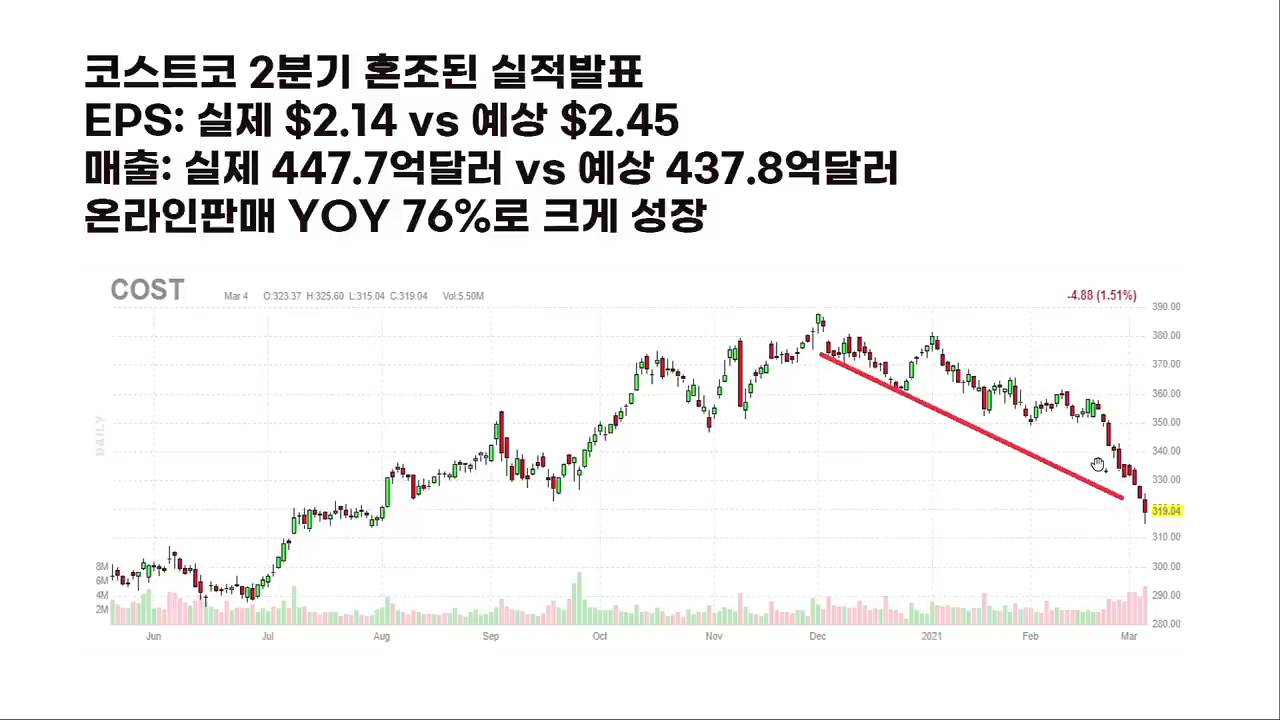 코스트코 2분기 혼조된 실적발표
EPS: 실제 $2.14 vs 예상 $2.45
매출: 실제 447.7억달러 vs 예상 437.8억달러
온라인판매 YOY 76%로 크게 성장
COST Mar 4 O:323.37 H:325.60 L:315.04 C:319.04 Vol:5.50M -4.88 (1.51%)
390.00
380.00
370.00
360.00
350.00
340.00
330.00
319.04
310.00
300.00
290.00
280.00
DAILY
8M
6M
4M
2M
Jun Jul Aug Sep Oct Nov Dec 2021 Feb Mar